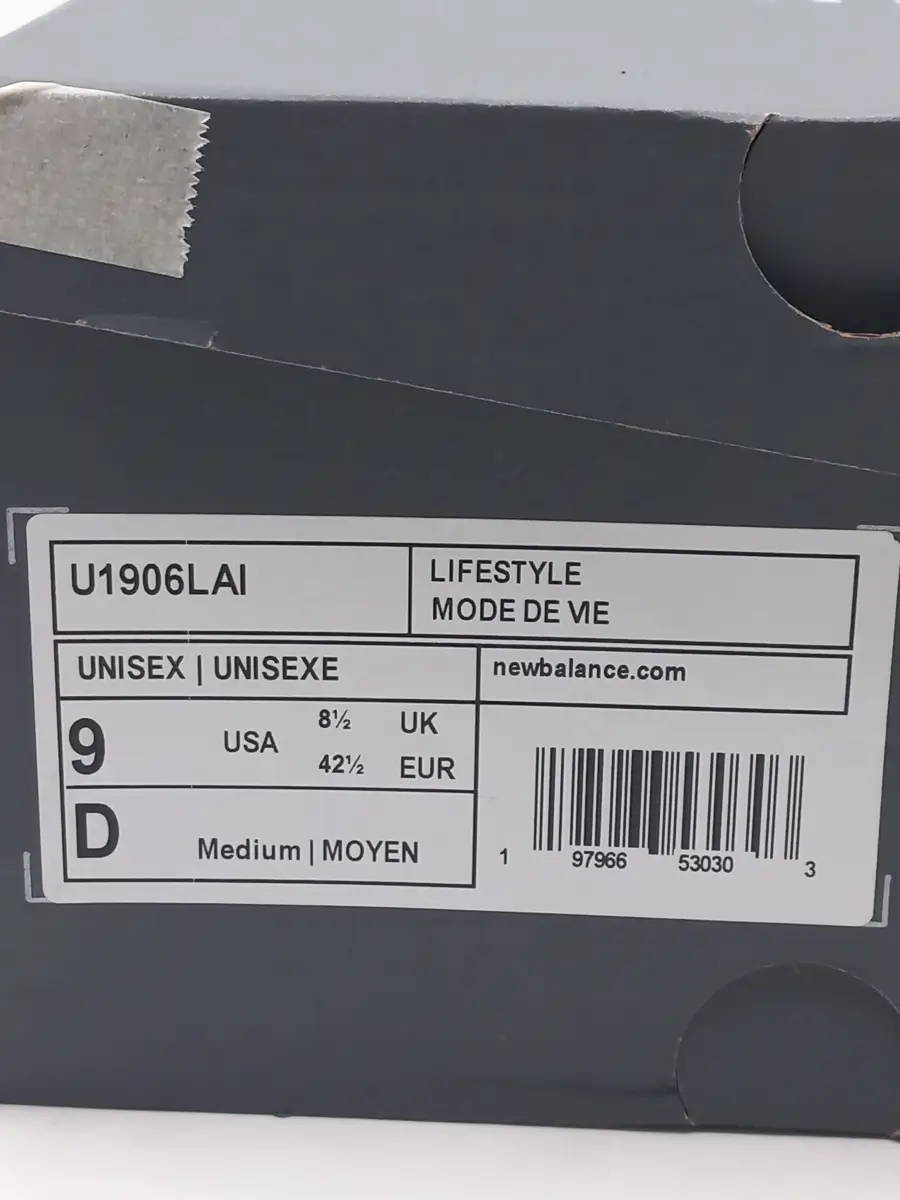 U1906LAI
LIFESTYLE
MODE DE VIE
UNISEX | UNISEXE
newbalance.com
9
USA
8½ UK
42½ EUR
D
Medium | MOYEN
1 97966 53030 3